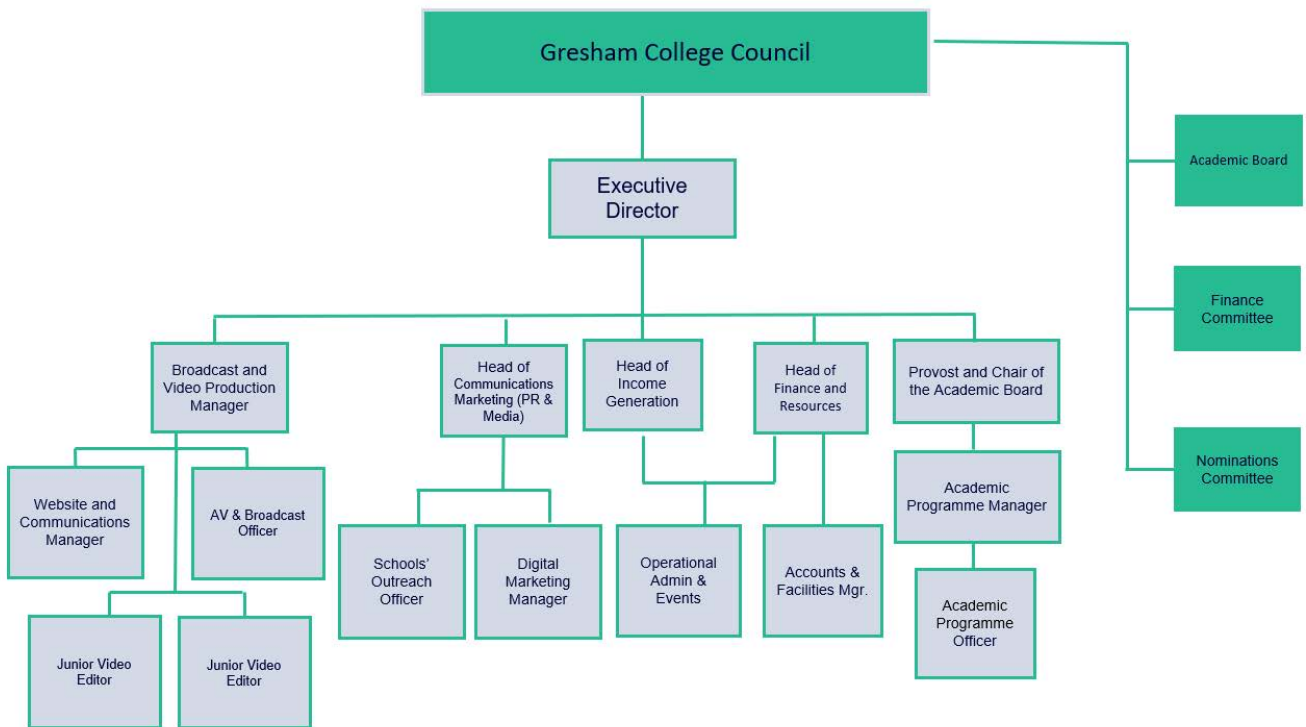 Gresham College Council
Academic Board
Executive
Director
Finance
Committee
Nominations
Committee
Broadcast and
Video Production
Manager
Head of
Communications
Marketing (PR &
Media)
Head of
Income
Generation
Head of
Finance and
Resources
Provost and Chair of
the Academic Board
Website and
Communications
Manager
AV & Broadcast
Officer
Schools’
Outreach
Officer
Digital
Marketing
Manager
Operational
Admin &
Events
Accounts &
Facilities Mgr.
Academic
Programme Manager
Academic
Programme
Officer
Junior Video
Editor
Junior Video
Editor